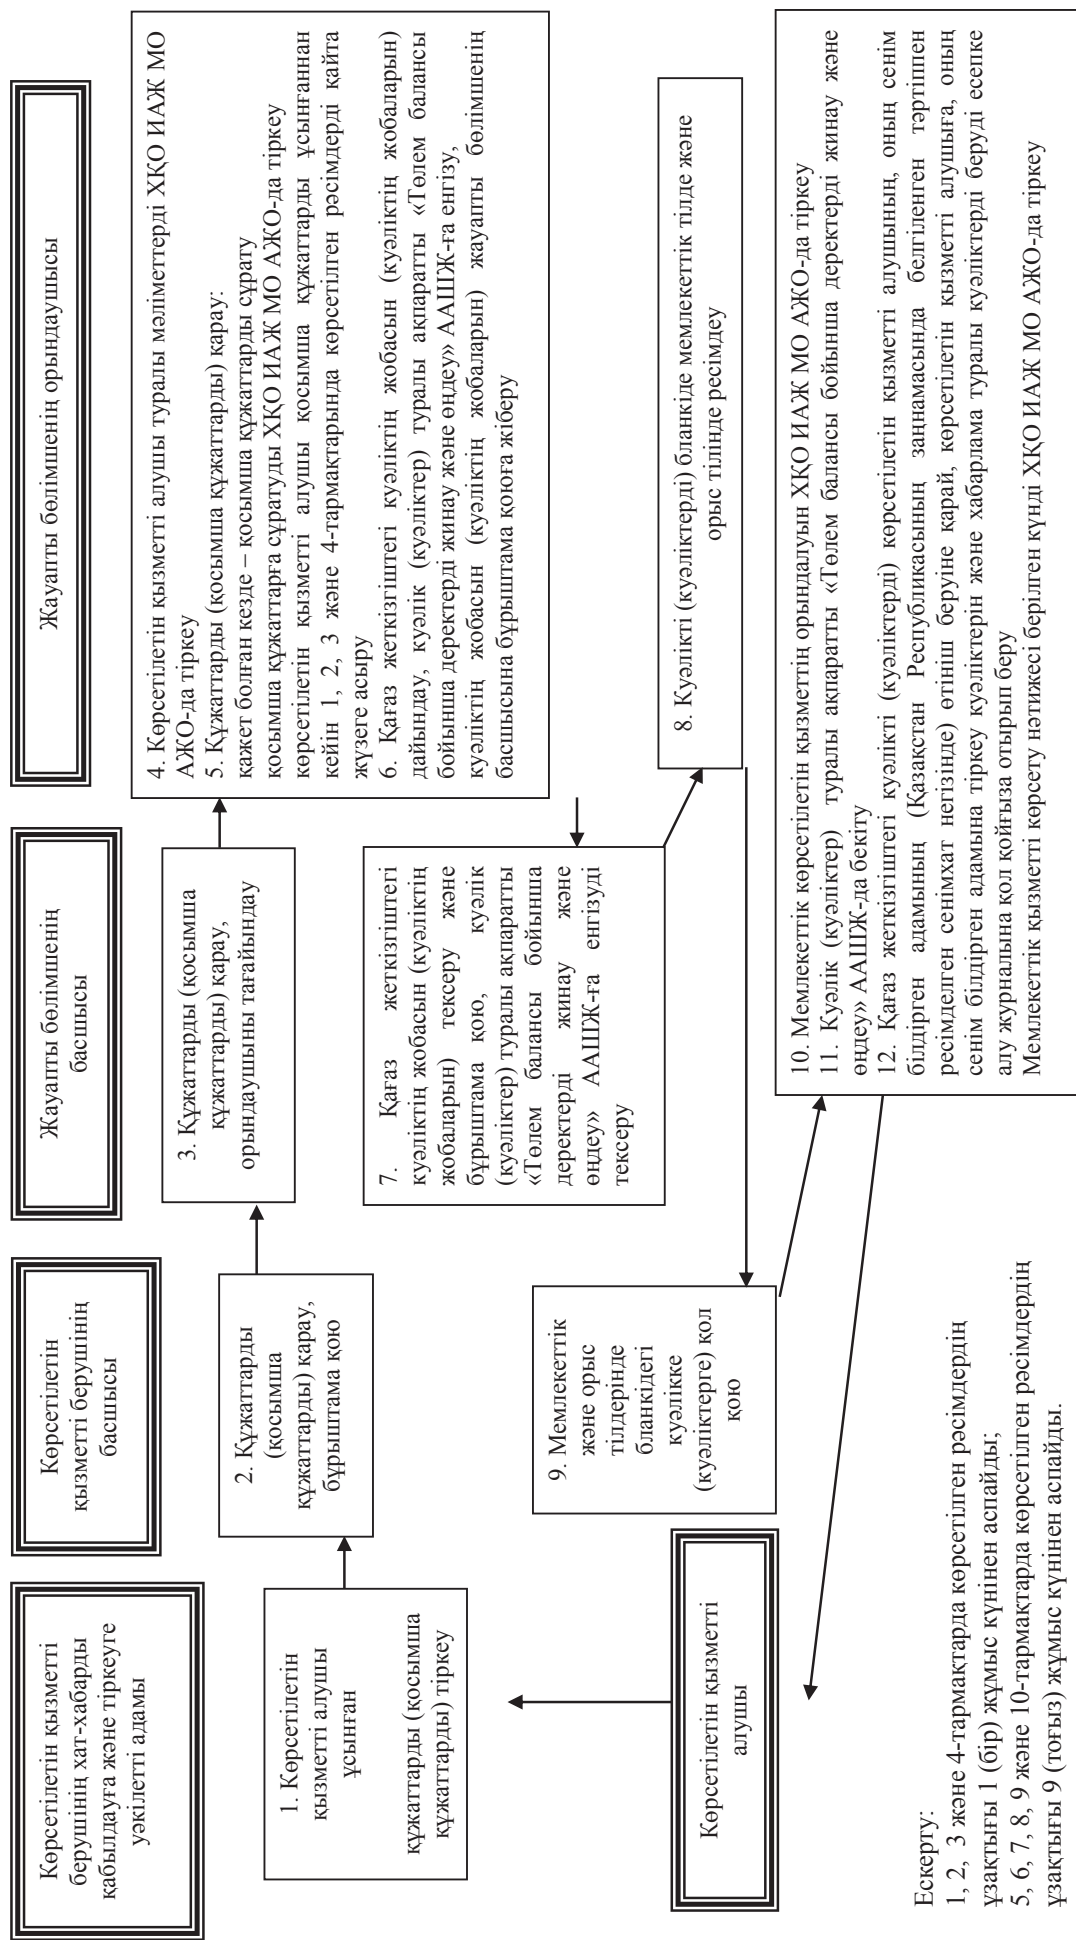 Көрсетілетін қызметті
берушінің хат-хабарды
қабылдауға және тіркеуге
уәкілетті адамы
Көрсетілетін
қызметті берушінің
басшысы
Жауапты бөлімшенің
басшысы
Жауапты бөлімшенің орындаушысы
1. Көрсетілетін
қызметті алушы
ұсынған
құжаттарды (қосымша
құжаттарды) тіркеу
2. Құжаттарды
(қосымша
құжаттарды) қарау,
бұрыштама қою
3. Құжаттарды (қосымша
құжаттарды) қарау,
орындаушыны тағайындау
4. Көрсетілетін қызметті алушы туралы мәліметтерді ХҚО ИАЖ МО
АЖО-да тіркеу
5. Құжаттарды (қосымша құжаттарды) қарау:
қажет болған кезде – қосымша құжаттарды сұрату
қосымша құжаттарға сұратуды ХҚО ИАЖ МО АЖО-да тіркеу
көрсетілетін қызметті алушы қосымша құжаттарды ұсынғаннан
кейін 1, 2, 3 және 4-тармақтарында көрсетілген рәсімдерді қайта
жүзеге асыру
6. Қағаз жеткізгіштегі куәліктің жобасын (куәліктің жобаларын)
дайындау, куәлік (куәліктер) туралы ақпаратты «Төлем балансы
бойынша деректерді жинау және өңдеу» ААШЖ-ға енгізу,
куәліктің жобасын (куәліктің жобаларын) жауапты бөлімшенің
басшысына бұрыштама қоюға жіберу
7. Қағаз жеткізгіштегі
куәліктің жобасын (куәліктің
жобаларын) тексеру және
бұрыштама қою, куәлік
(куәліктер) туралы ақпаратты
«Төлем балансы бойынша
деректерді жинау және
өңдеу» ААШЖ-ға енгізуді
тексеру
8. Куәлікті (куәліктерді) бланкіде мемлекеттік тілде және
орыс тілінде ресімдеу
9. Мемлекеттік
және орыс
тілдерінде
бланкідегі
куәлікке
(куәліктерге) қол
қою
Көрсетілетін қызметті
алушы
10. Мемлекеттік көрсетілетін қызметтің орындалуын ХҚО ИАЖ МО АЖО-да тіркеу
11. Куәлік (куәліктер) туралы ақпаратты «Төлем балансы бойынша деректерді жинау және
өңдеу» ААШЖ-да бекіту
12. Қағаз жеткізгіштегі куәлікті (куәліктерді) көрсетілетін қызметті алушының, оның сенім
білдірген адамының (Қазақстан Республикасының заңнамасында белгіленген тәртіппен
ресімделген сенімхат негізінде) өтініш беруіне қарай, көрсетілетін қызметті алушыға, оның
сенім білдірген адамына тіркеу куәліктерін және хабарлама туралы куәліктерді беруді есепке
алу журналына қол қойғыза отырып беру
Мемлекеттік қызметті көрсету нәтижесі берілген күнді ХҚО ИАЖ МО АЖО-да тіркеу
Ескерту:
1, 2, 3 және 4-тармақтарда көрсетілген рәсімдердің
ұзақтығы 1 (бір) жұмыс күнінен аспайды;
5, 6, 7, 8, 9 және 10-тармақтарда көрсетілген рәсімдердің
ұзақтығы 9 (тоғыз) жұмыс күнінен аспайды.